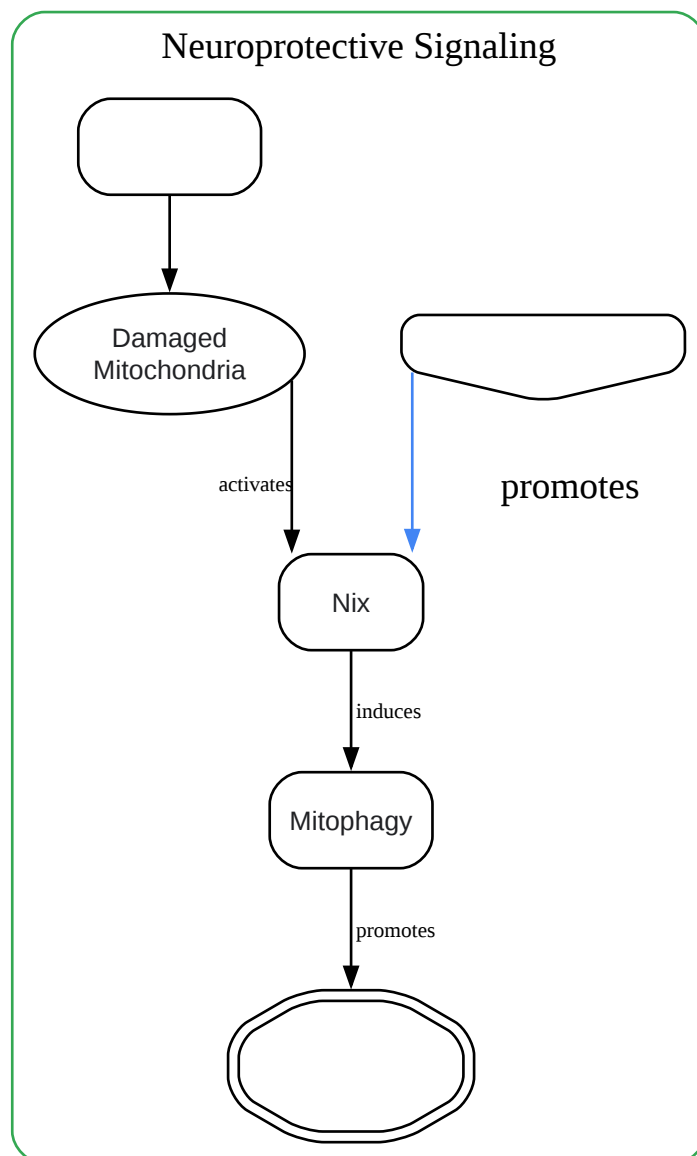 Neuroprotective Signaling
Damaged
Mitochondria
activates
promotes
Nix
induces
Mitophagy
promotes